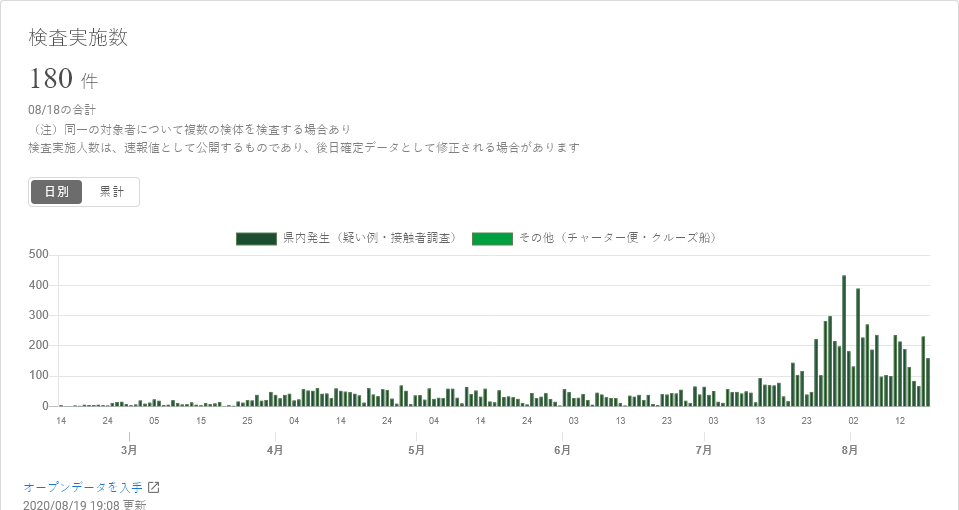 検査実施数
180 件
08/18の合計
（注）同一の対象者について複数の検体を検査する場合あり
検査実施人数は、速報値として公開するものであり、後日確定データとして修正される場合があります
日別 累計
県内発生（疑い例・接触者調査） その他（チャーター便・クルーズ船）
500
400
300
200
100
0
14 24 05 15 25 04 14 24 04 14 24 03 13 23 03 13 23 02 12
3月 4月 5月 6月 7月 8月
オープンデータを入手
2020/08/19 19:08 更新